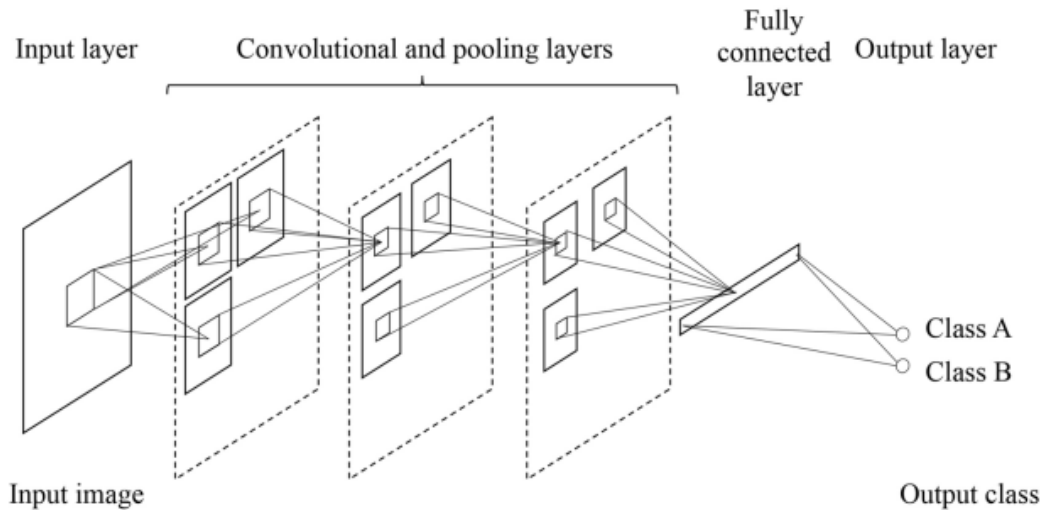 Input layer
Convolutional and pooling layers
Fully
connected
layer
Output layer
Class A
Class B
Input image
Output class